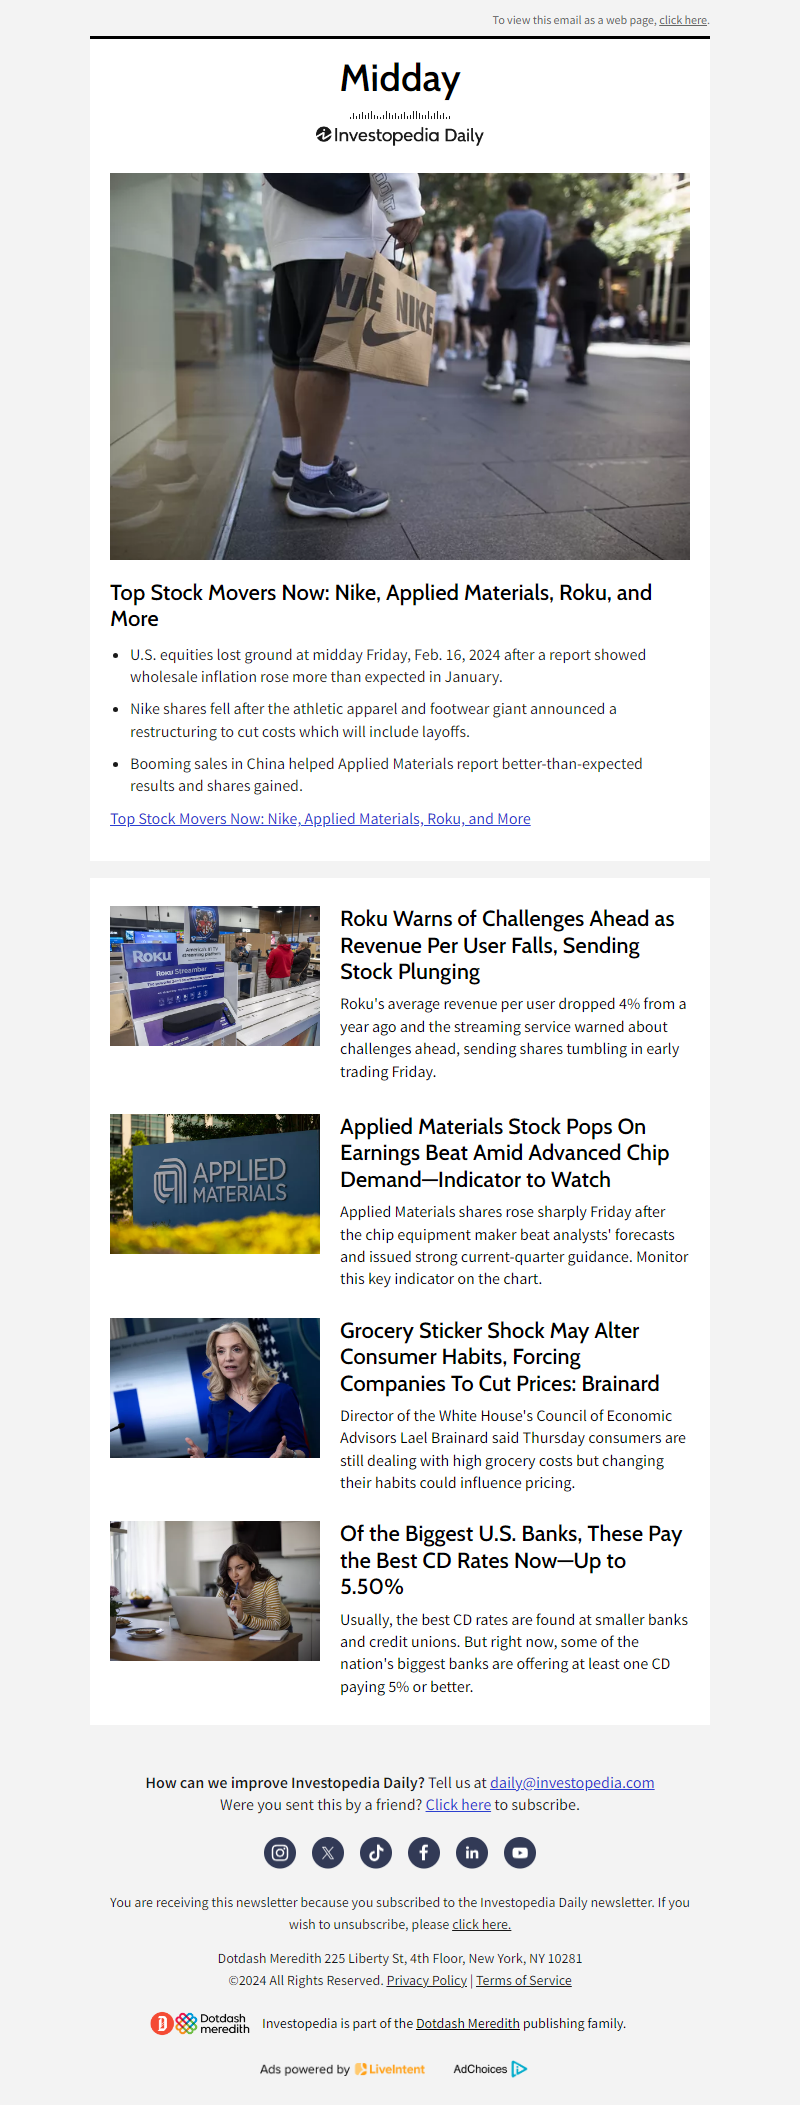 To view this email as a web page, click here.
Midday
Investopedia Daily
NIKE
Top Stock Movers Now: Nike, Applied Materials, Roku, and
More
U.S. equities lost ground at midday Friday, Feb. 16, 2024 after a report showed
wholesale inflation rose more than expected in January.
Nike shares fell after the athletic apparel and footwear giant announced a
restructuring to cut costs which will include layoffs.
Booming sales in China helped Applied Materials report better-than-expected
results and shares gained.
Top Stock Movers Now: Nike, Applied Materials, Roku, and More
Roku
Roku Streambar
Roku Warns of Challenges Ahead as
Revenue Per User Falls, Sending
Stock Plunging
Roku's average revenue per user dropped 4% from a
year ago and the streaming service warned about
challenges ahead, sending shares tumbling in early
trading Friday.
APPLIED
MATERIALS
Applied Materials Stock Pops On
Earnings Beat Amid Advanced Chip
Demand—Indicator to Watch
Applied Materials shares rose sharply Friday after
the chip equipment maker beat analysts' forecasts
and issued strong current-quarter guidance. Monitor
this key indicator on the chart.
Grocery Sticker Shock May Alter
Consumer Habits, Forcing
Companies To Cut Prices: Brainard
Director of the White House's Council of Economic
Advisors Lael Brainard said Thursday consumers are
still dealing with high grocery costs but changing
their habits could influence pricing.
Of the Biggest U.S. Banks, These Pay
the Best CD Rates Now—Up to
5.50%
Usually, the best CD rates are found at smaller banks
and credit unions. But right now, some of the
nation's biggest banks are offering at least one CD
paying 5% or better.
How can we improve Investopedia Daily? Tell us at daily@investopedia.com
Were you sent this by a friend? Click here to subscribe.
You are receiving this newsletter because you subscribed to the Investopedia Daily newsletter. If you
wish to unsubscribe, please click here.
Dotdash Meredith 225 Liberty St, 4th Floor, New York, NY 10281
©2024 All Rights Reserved. Privacy Policy | Terms of Service
Dotdash
meredith
Investopedia is part of the Dotdash Meredith publishing family.
Ads powered by LiveIntent
AdChoices